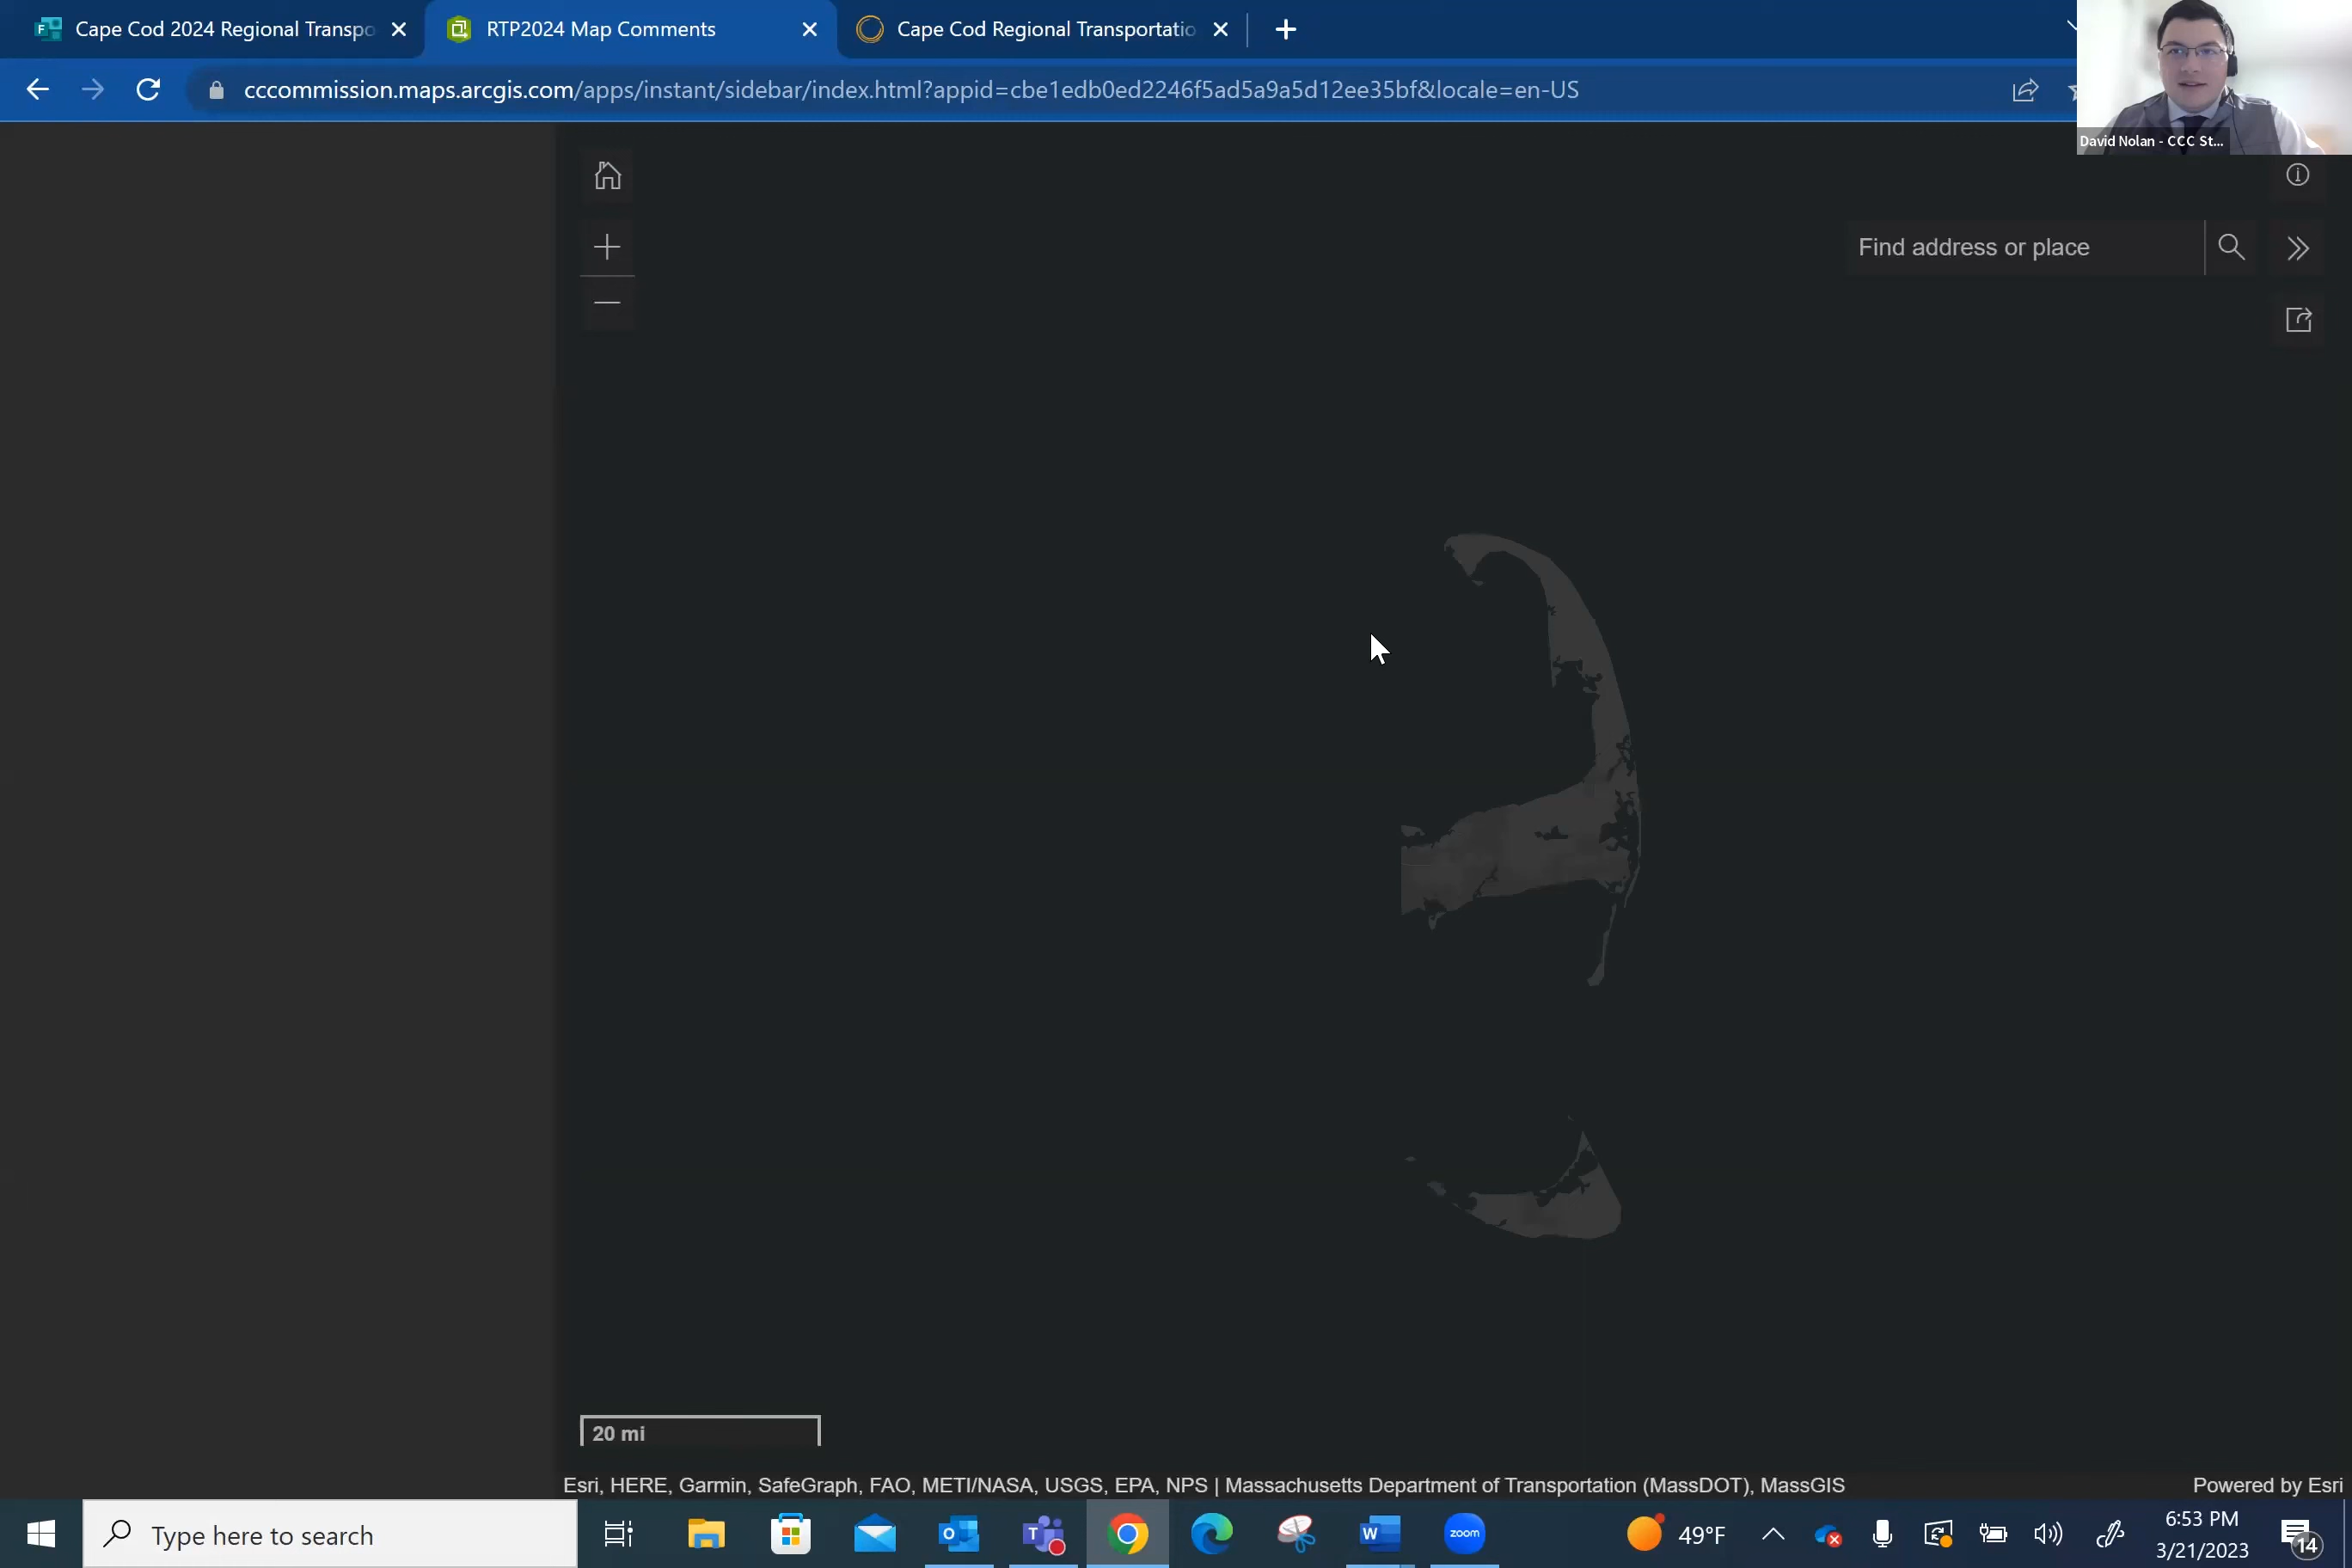 Cape Cod 2024 Regional Transpo
RTP2024 Map Comments
Cape Cod Regional Transportatio
cccommission.maps.arcgis.com/apps/instant/sidebar/index.html?appid=cbe1edb0ed2246f5ad5a9a5d12ee35bf&locale=en-US
David Nolan - CCC St...
Find address or place
20 mi
Esri, HERE, Garmin, SafeGraph, FAO, METI/NASA, USGS, EPA, NPS | Massachusetts Department of Transportation (MassDOT), MassGIS
Powered by Esri
Type here to search
zoom
49°F
6:53 PM
3/21/2023
14